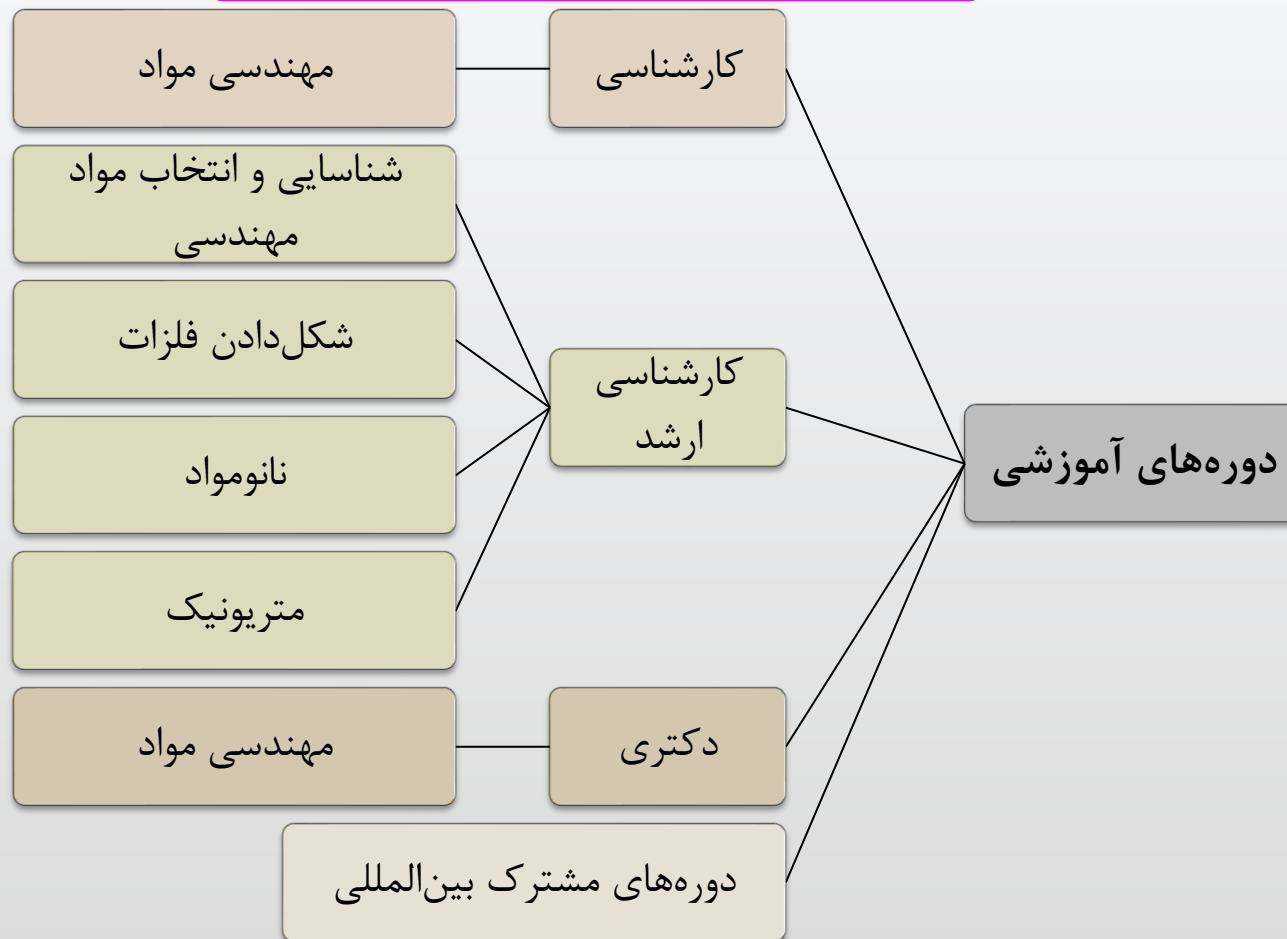 دوره‌های آموزشی
کارشناسی
مهندسی مواد
کارشناسی
ارشد
شناسایی و انتخاب مواد
مهندسی
شکل‌دادن فلزات
نانومواد
متریونیک
دکتری
مهندسی مواد
دوره‌های مشترک بین‌المللی